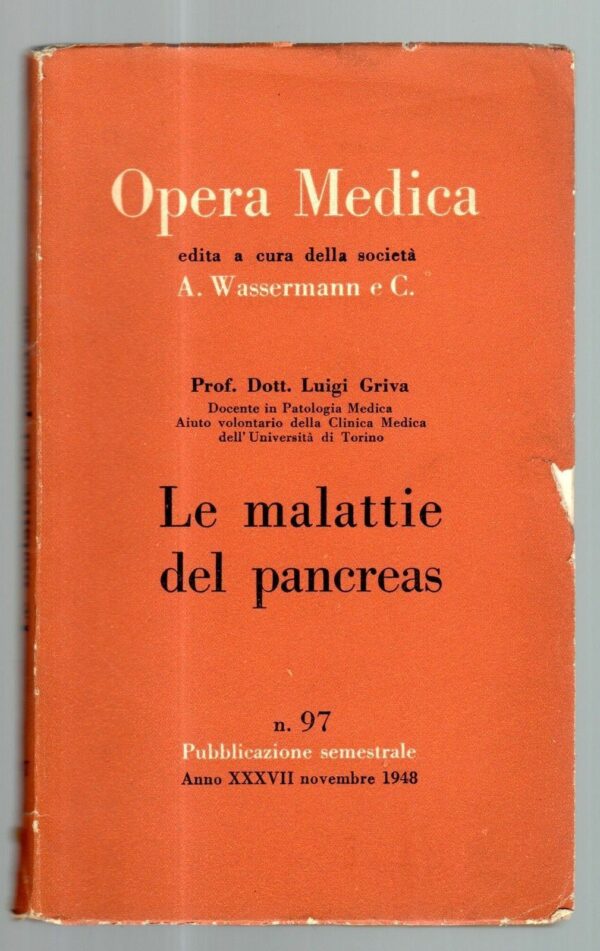 Opera Medica
edita a cura della società
A. Wassermann e C.
Prof. Dott. Luigi Griva
Docente in Patologia Medica
Aiuto volontario della Clinica Medica
dell'Università di Torino
Le malattie
del pancreas
n. 97
Pubblicazione semestrale
Anno XXXVII novembre 1948